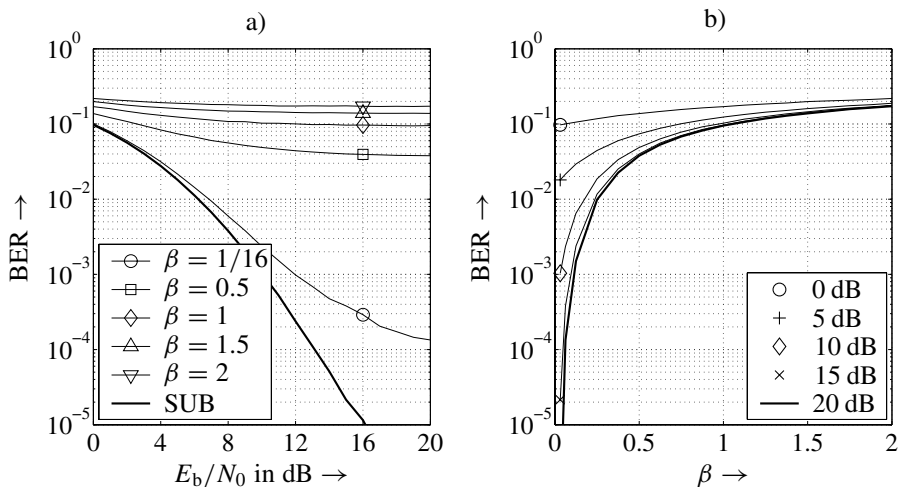 a)
10^0
10^-1
10^-2
10^-3
10^-4
10^-5
BER →
β = 1/16
β = 0.5
β = 1
β = 1.5
β = 2
SUB
0 4 8 12 16 20
E_b/N_0 in dB →
b)
10^0
10^-1
10^-2
10^-3
10^-4
10^-5
BER →
0 dB
5 dB
10 dB
15 dB
20 dB
0 0.5 1 1.5 2
β →